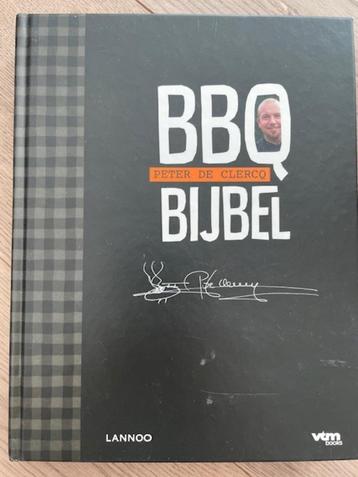 BBQ
PETER DE CLERCQ
BIJBEL
LANNOO
vtm
books